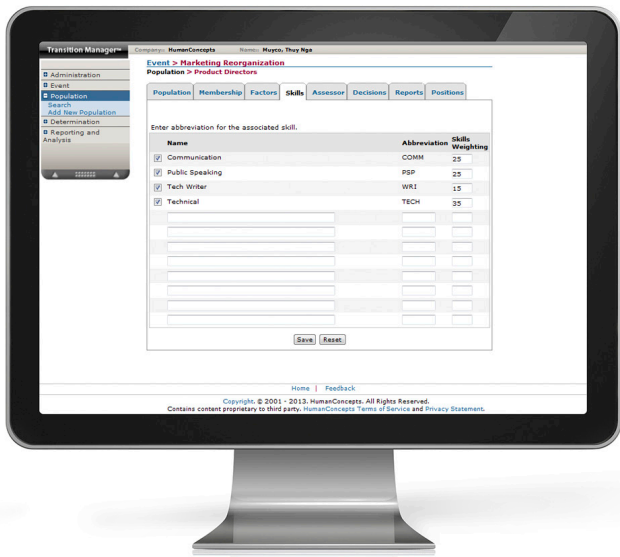 Transition Manager™ Company: HumanConcepts Name: Muyco, Thuy Nga
Event > Marketing Reorganization
Population > Product Directors
Administration
Event
Population
Search
Add New Population
Determination
Reporting and
Analysis
Population Membership Factors Skills Assessor Decisions Reports Positions
Enter abbreviation for the associated skill.
Name Abbreviation Skills
Weighting
Communication COMM 25
Public Speaking PSP 25
Tech Writer WRI 15
Technical TECH 35
Save Reset
Home | Feedback
Copyright. © 2001 - 2013. HumanConcepts. All Rights Reserved.
Contains content proprietary to third party. HumanConcepts Terms of Service and Privacy Statement.